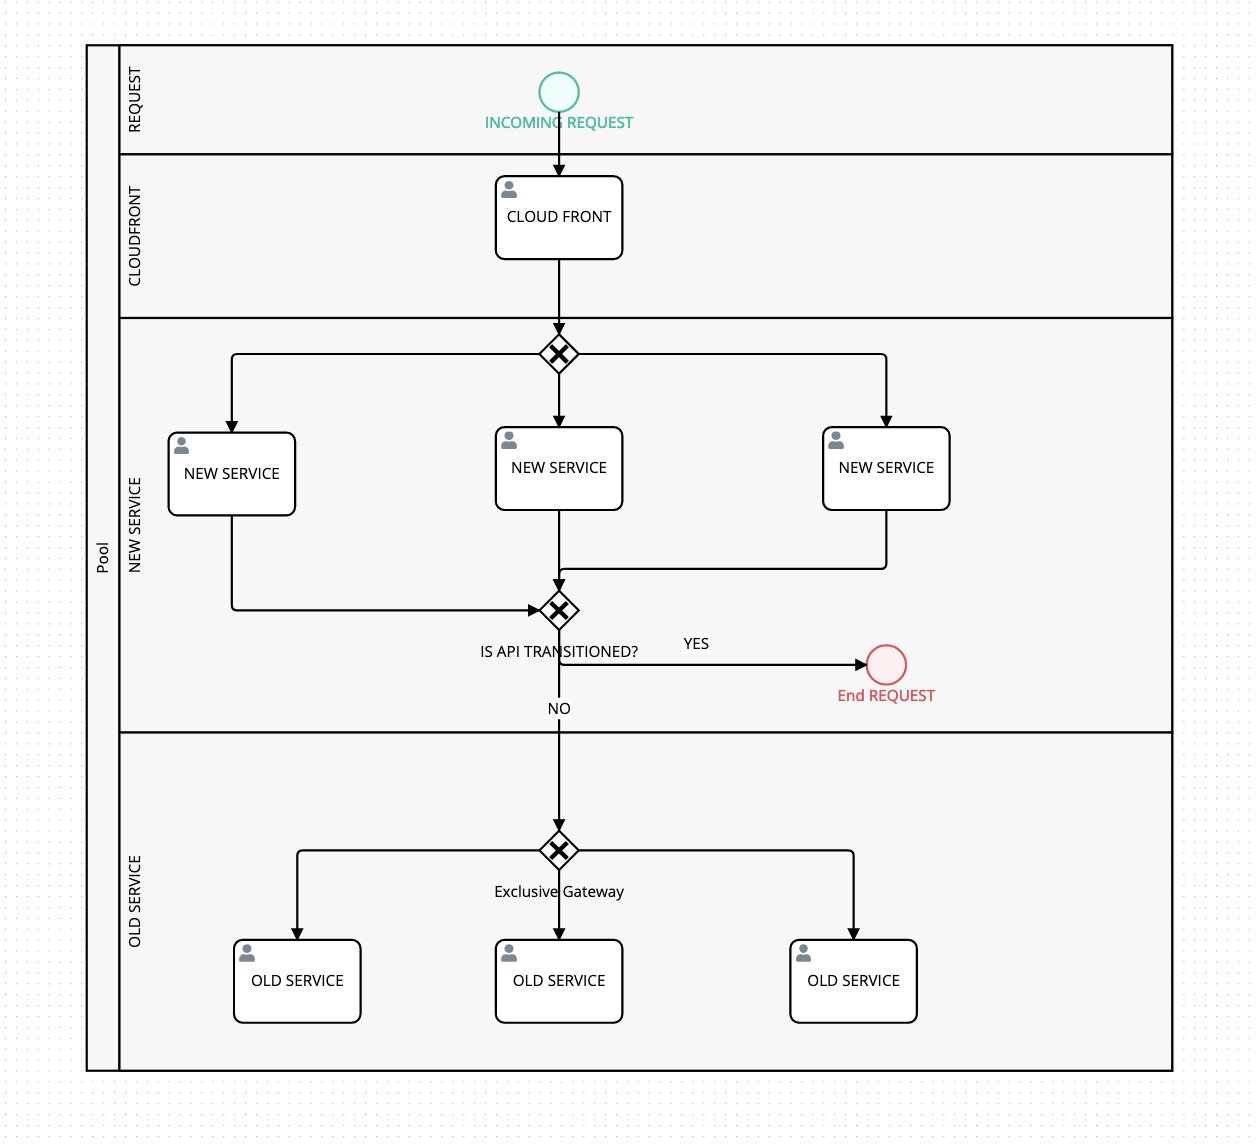 Pool
REQUEST
INCOMING REQUEST
CLOUDFRONT
CLOUD FRONT
NEW SERVICE
NEW SERVICE
NEW SERVICE
NEW SERVICE
IS API TRANSITIONED?
YES
End REQUEST
NO
OLD SERVICE
Exclusive Gateway
OLD SERVICE
OLD SERVICE
OLD SERVICE